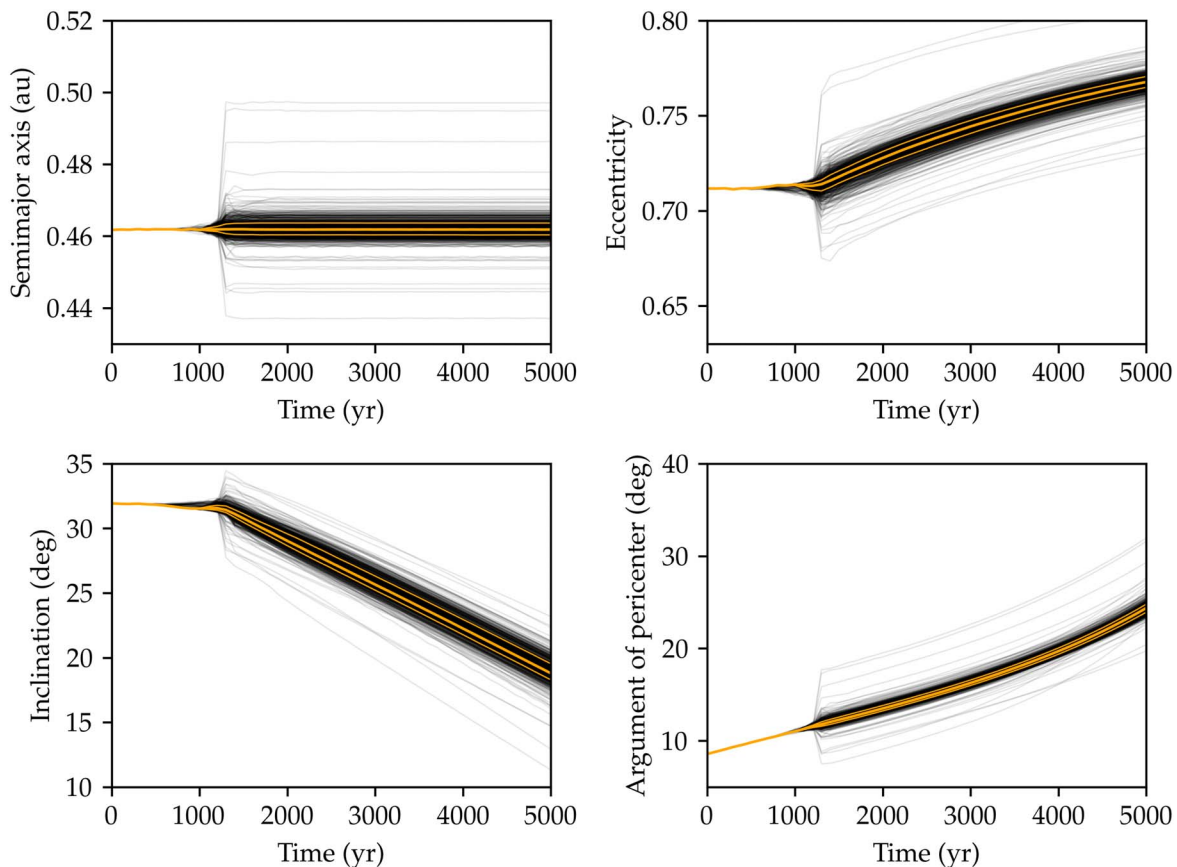 0.52
0.50
0.48
0.46
0.44
Semimajor axis (au)
0 1000 2000 3000 4000 5000
Time (yr)
0.80
0.75
0.70
0.65
Eccentricity
0 1000 2000 3000 4000 5000
Time (yr)
35
30
25
20
15
10
Inclination (deg)
0 1000 2000 3000 4000 5000
Time (yr)
40
30
20
10
Argument of pericenter (deg)
0 1000 2000 3000 4000 5000
Time (yr)